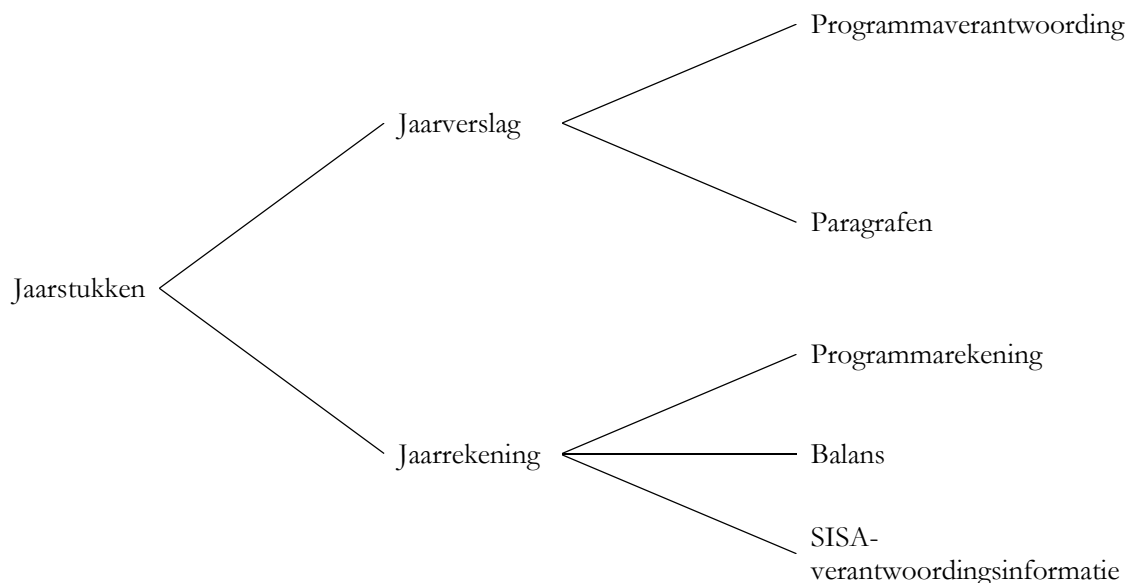 Programmaverantwoording
Jaarverslag
Paragrafen
Jaarstukken
Programmarekening
Jaarrekening
Balans
SISA-
verantwoordingsinformatie